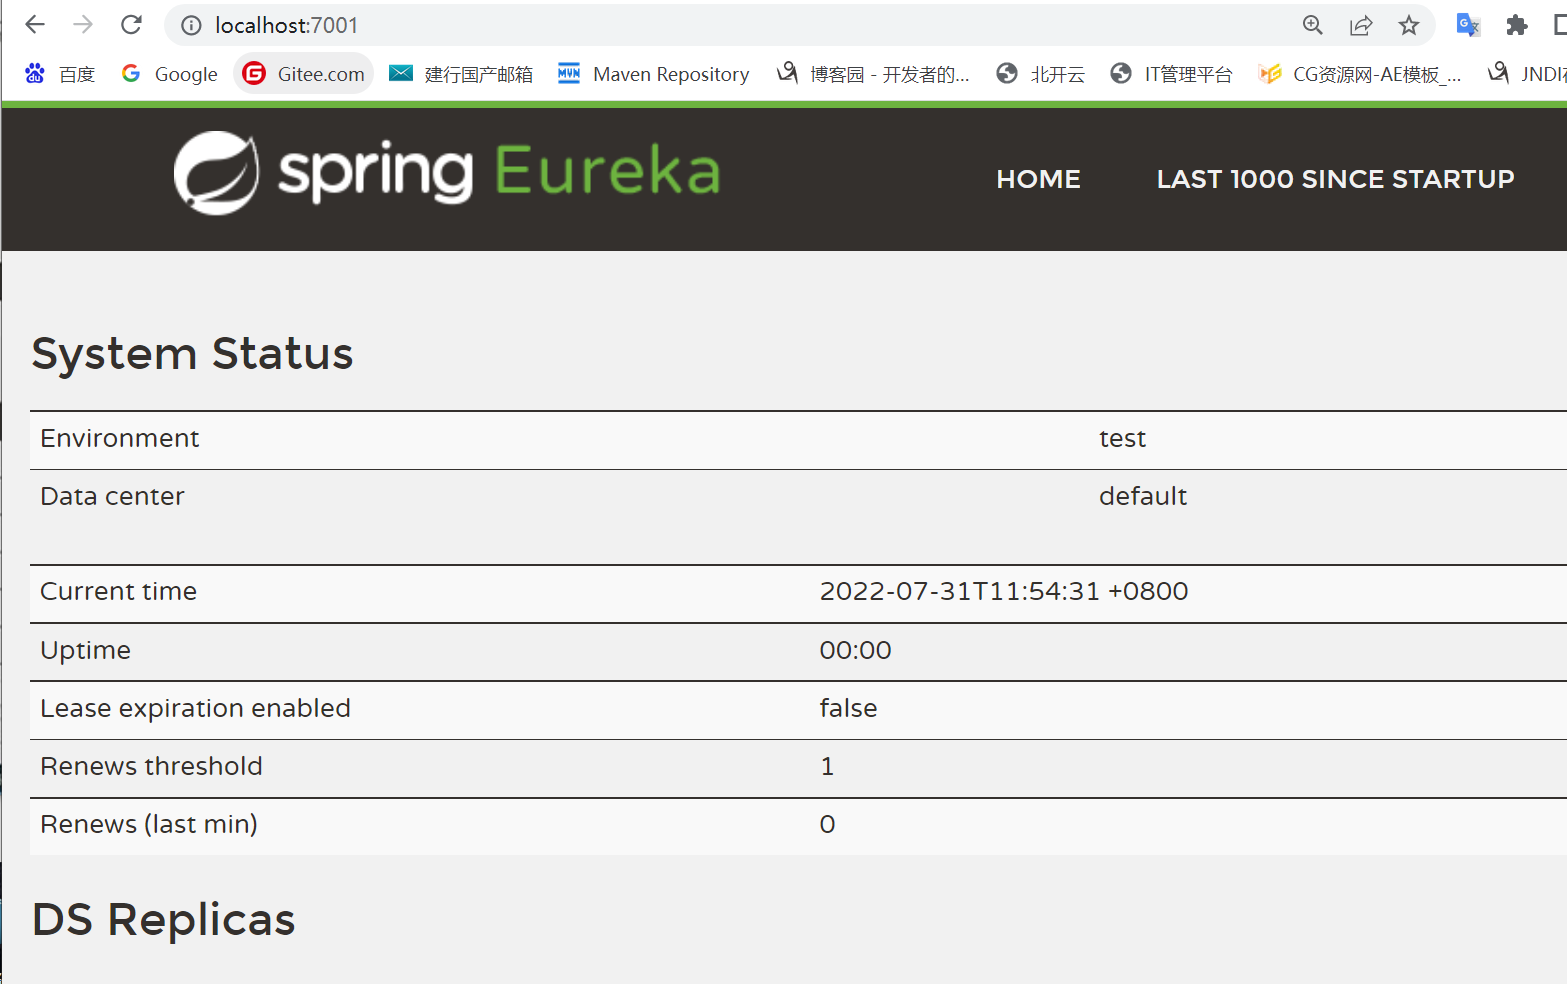 localhost:7001
百度 Google Gitee.com 建行国产邮箱 Maven Repository 博客园 - 开发者的... 北开云 IT管理平台 CG资源网-AE模板_... JNDI
spring Eureka
HOME LAST 1000 SINCE STARTUP
System Status
Environment test
Data center default
Current time 2022-07-31T11:54:31 +0800
Uptime 00:00
Lease expiration enabled false
Renews threshold 1
Renews (last min) 0
DS Replicas